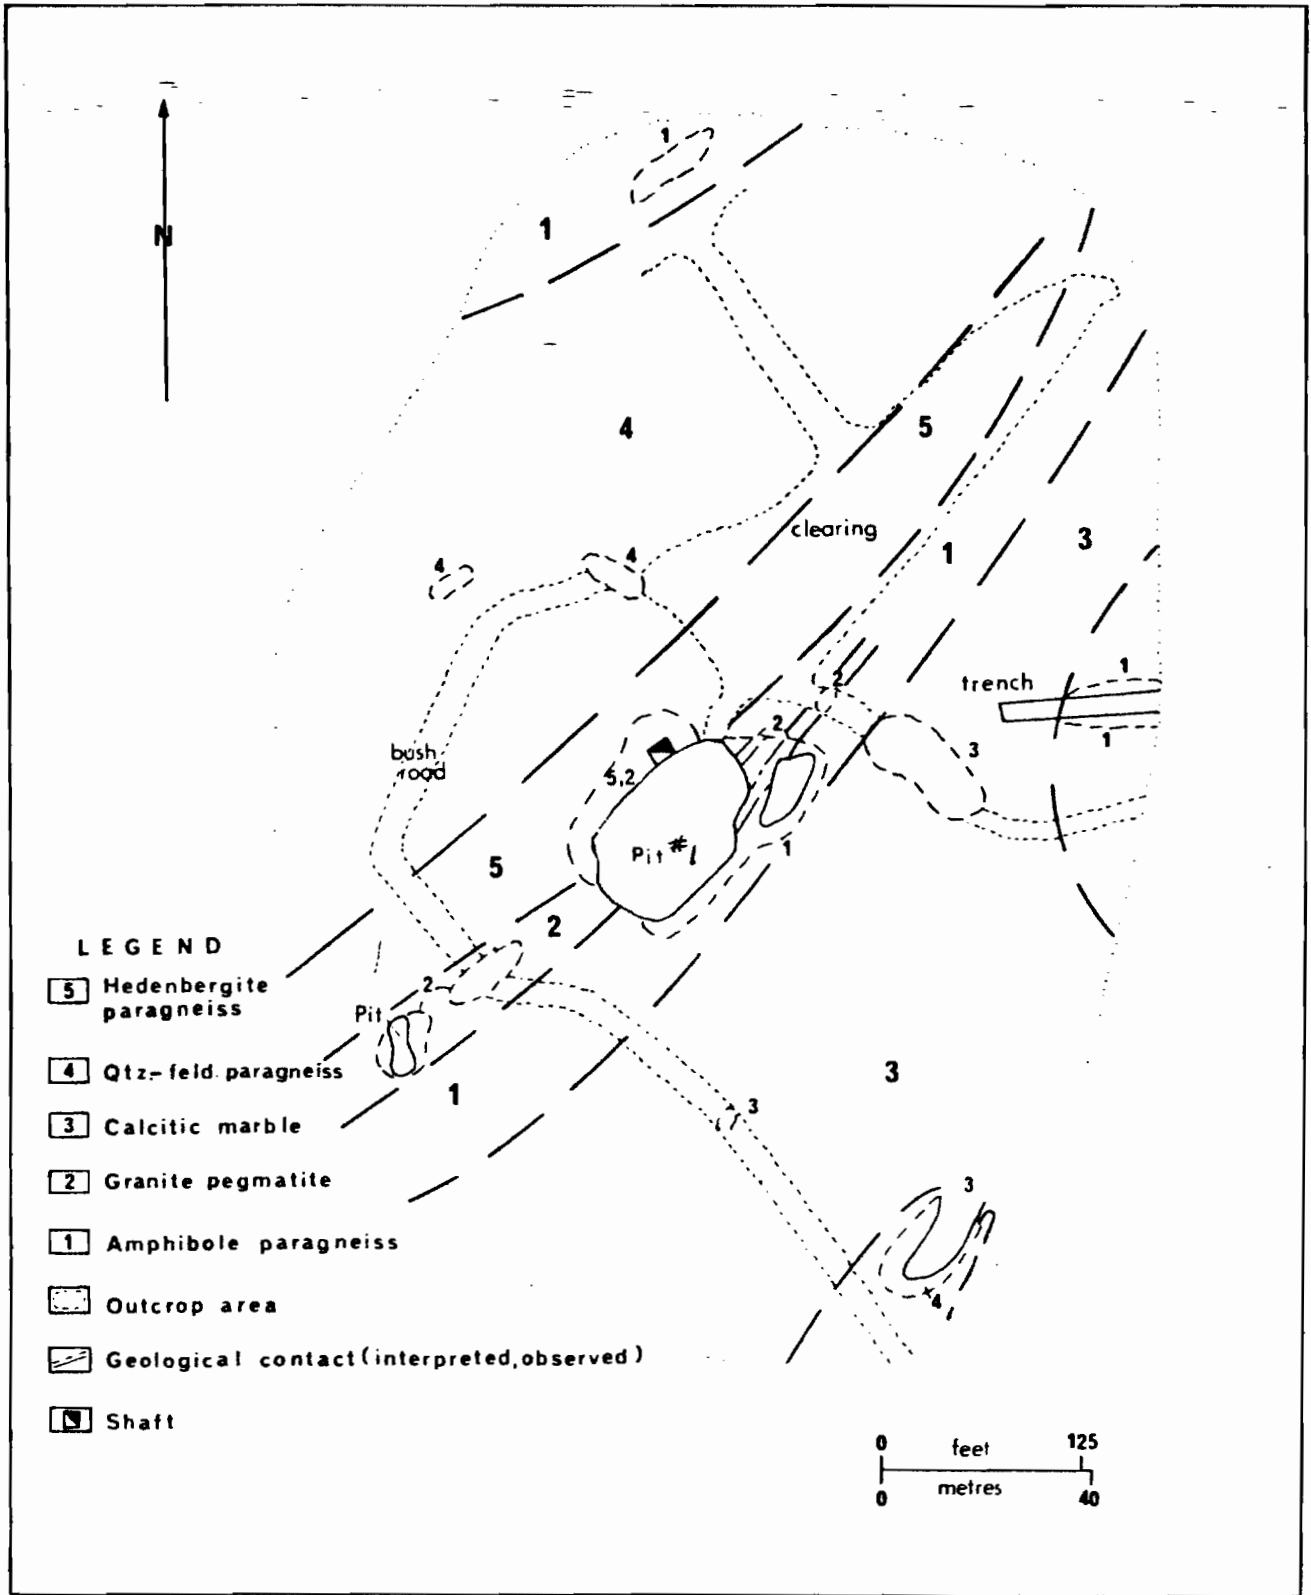 1
N
1
4
5
clearing
1
3
4
4
2
trench
1
1
2
3
bush
road
5,2
Pit #1
1
5
2
LEGEND
5 Hedenbergite
paragneiss
2
Pit
4 Qtz.-feld. paragneiss
1
3
3 Calcitic marble
3
2 Granite pegmatite
3
1 Amphibole paragneiss
4
1
Outcrop area
Geological contact (interpreted, observed)
Shaft
0 feet 125
metres
0 40